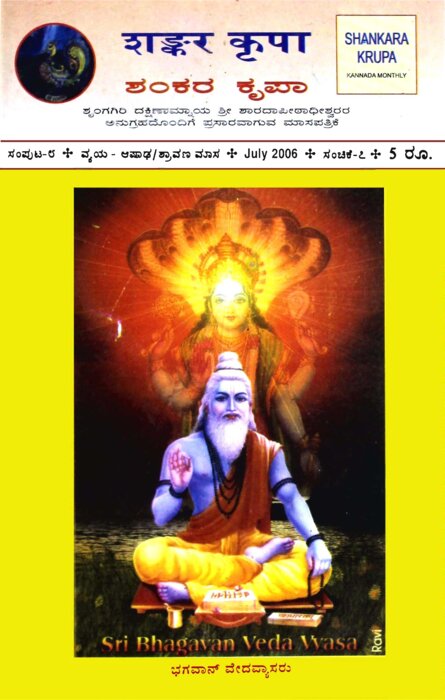 शङ्कर कृपा
SHANKARA
KRUPA
KANNADA MONTHLY
ಶಂಕರ ಕೃಪಾ
ಶೃಂಗಗಿರಿ ದಕ್ಷಿಣಾಮ್ನಾಯ ಶ್ರೀ ಶಾರದಾಪೀಠಾಧೀಶ್ವರರ
ಅನುಗ್ರಹದೊಂದಿಗೆ ಪ್ರಸಾರವಾಗುವ ಮಾಸಪತ್ರಿಕೆ
ಸಂಪುಟ-೮ ✢ ವ್ಯಯ - ಆಷಾಢ/ಶ್ರಾವಣ ಮಾಸ ✢ July 2006 ✢ ಸಂಚಿಕೆ-೭ ✢ 5 ರೂ.
Sri Bhagavan Veda Vyasa
Ravi
ಭಗವಾನ್ ವೇದವ್ಯಾಸರು